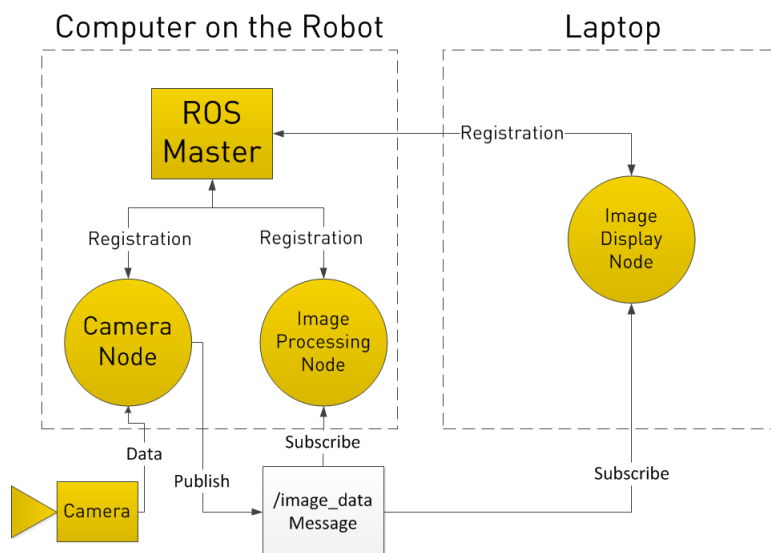 Computer on the Robot
Laptop
ROS
Master
Registration
Registration
Registration
Image
Display
Node
Camera
Node
Image
Processing
Node
Data
Publish
Subscribe
Subscribe
Camera
/image_data
Message